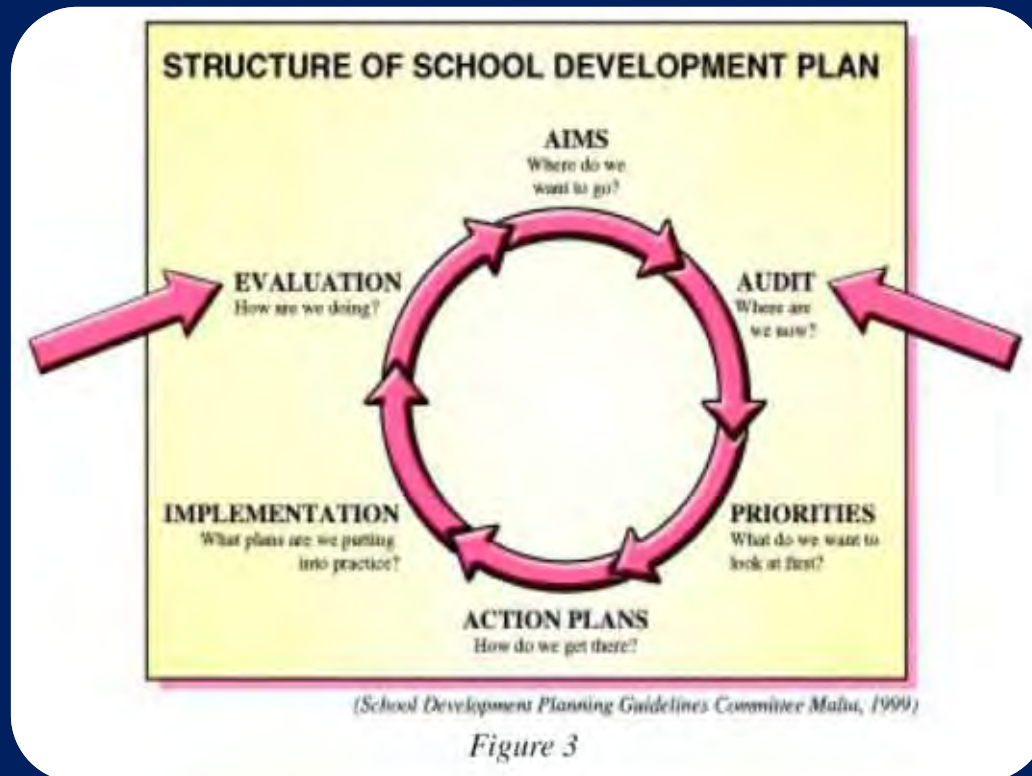 STRUCTURE OF SCHOOL DEVELOPMENT PLAN
AIMS
Where do we
want to go?
AUDIT
Where are
we now?
PRIORITIES
What do we want to
look at first?
ACTION PLANS
How do we get there?
IMPLEMENTATION
What plans are we putting
into practice?
EVALUATION
How are we doing?
(School Development Planning Guidelines Committee Malta, 1999)
Figure 3